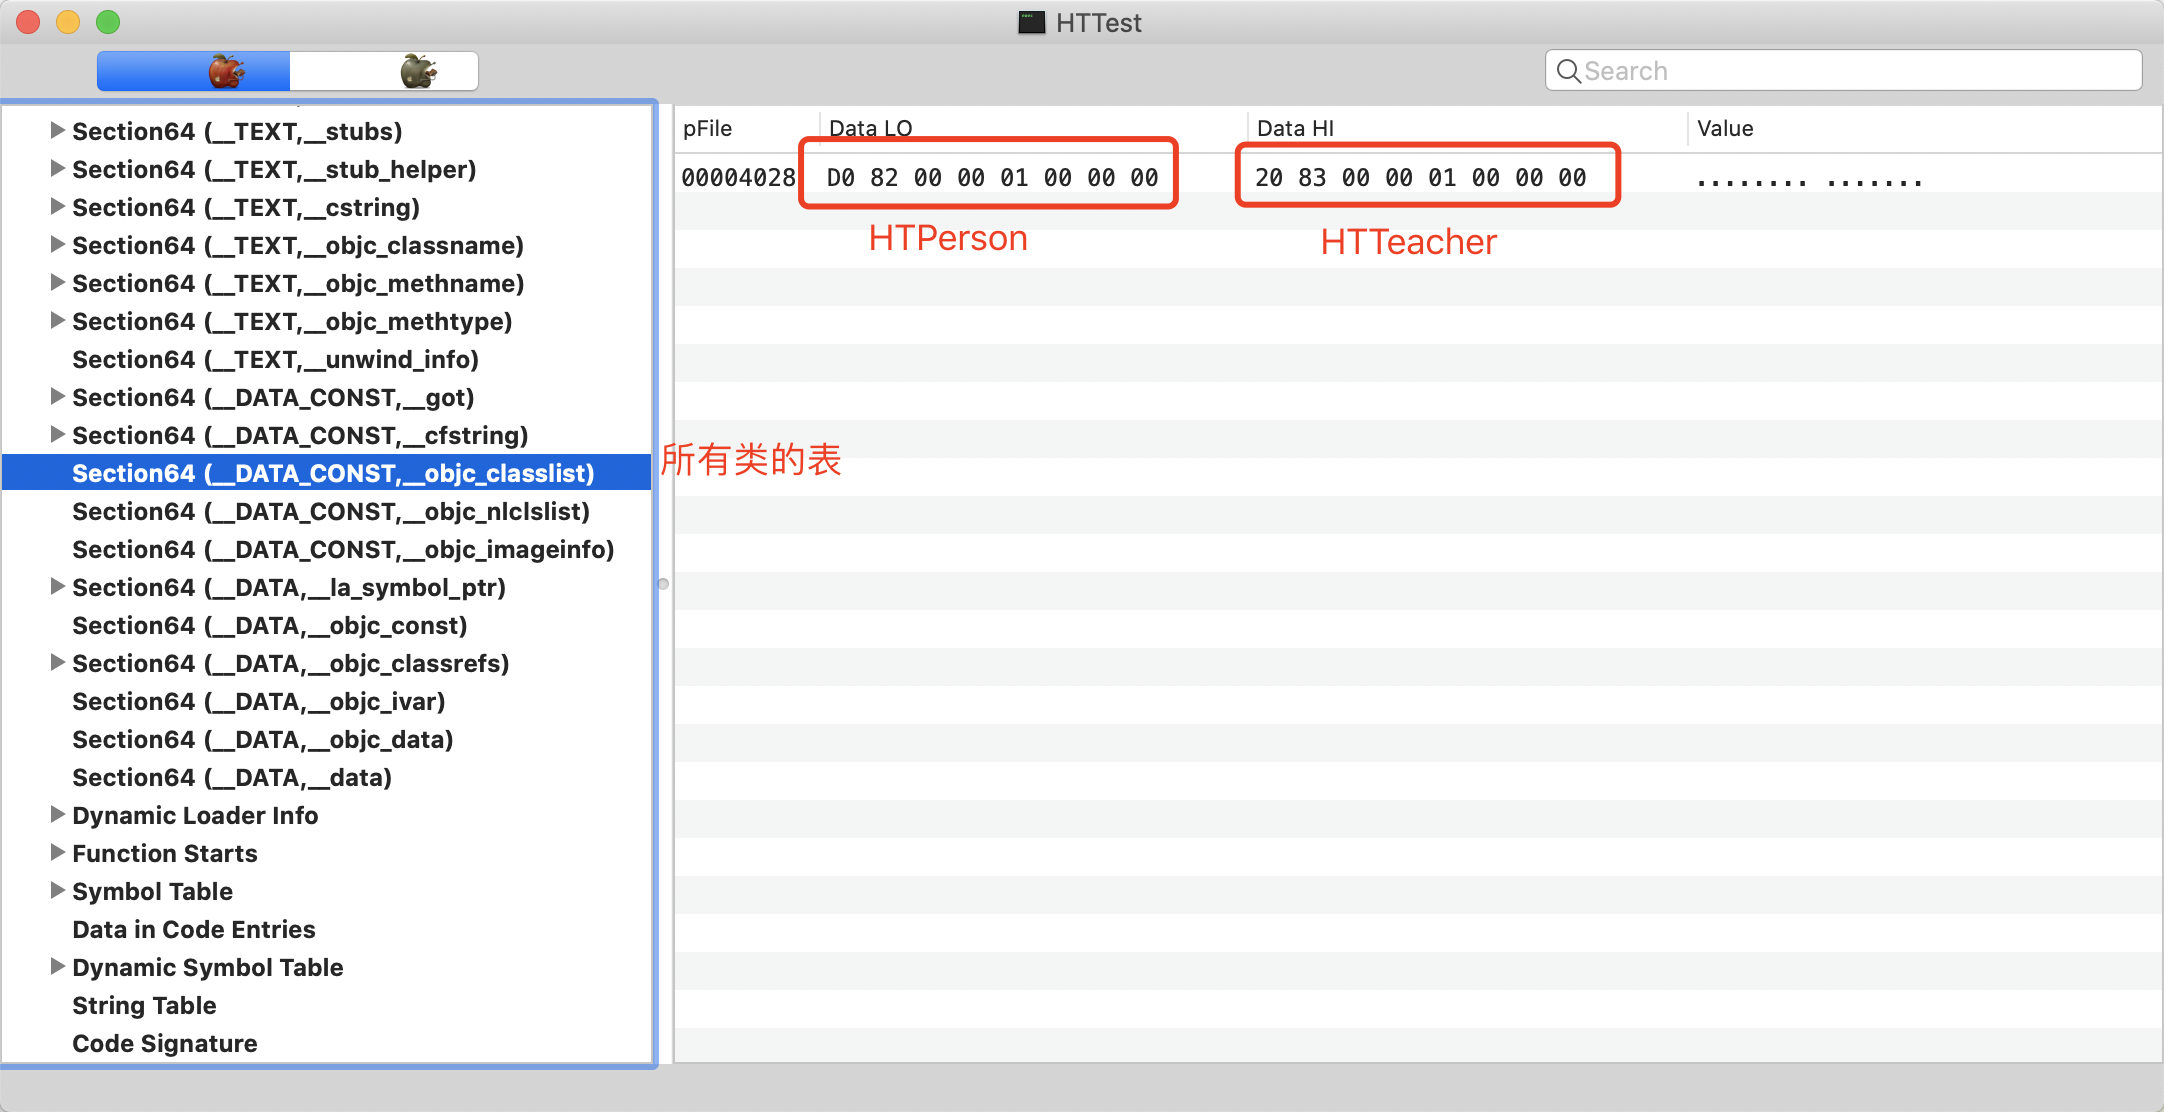 HTTest
Search
Section64 (__TEXT,__stubs)
Section64 (__TEXT,__stub_helper)
Section64 (__TEXT,__cstring)
Section64 (__TEXT,__objc_classname)
Section64 (__TEXT,__objc_methname)
Section64 (__TEXT,__objc_methtype)
Section64 (__TEXT,__unwind_info)
Section64 (__DATA_CONST,__got)
Section64 (__DATA_CONST,__cfstring)
Section64 (__DATA_CONST,__objc_classlist)
Section64 (__DATA_CONST,__objc_nlclslist)
Section64 (__DATA_CONST,__objc_imageinfo)
Section64 (__DATA,__la_symbol_ptr)
Section64 (__DATA,__objc_const)
Section64 (__DATA,__objc_classrefs)
Section64 (__DATA,__objc_ivar)
Section64 (__DATA,__objc_data)
Section64 (__DATA,__data)
Dynamic Loader Info
Function Starts
Symbol Table
Data in Code Entries
Dynamic Symbol Table
String Table
Code Signature
pFile Data LO Data HI Value
00004028 D0 82 00 00 01 00 00 00 20 83 00 00 01 00 00 00 ........ .......
HTPerson HTTeacher
所有类的表